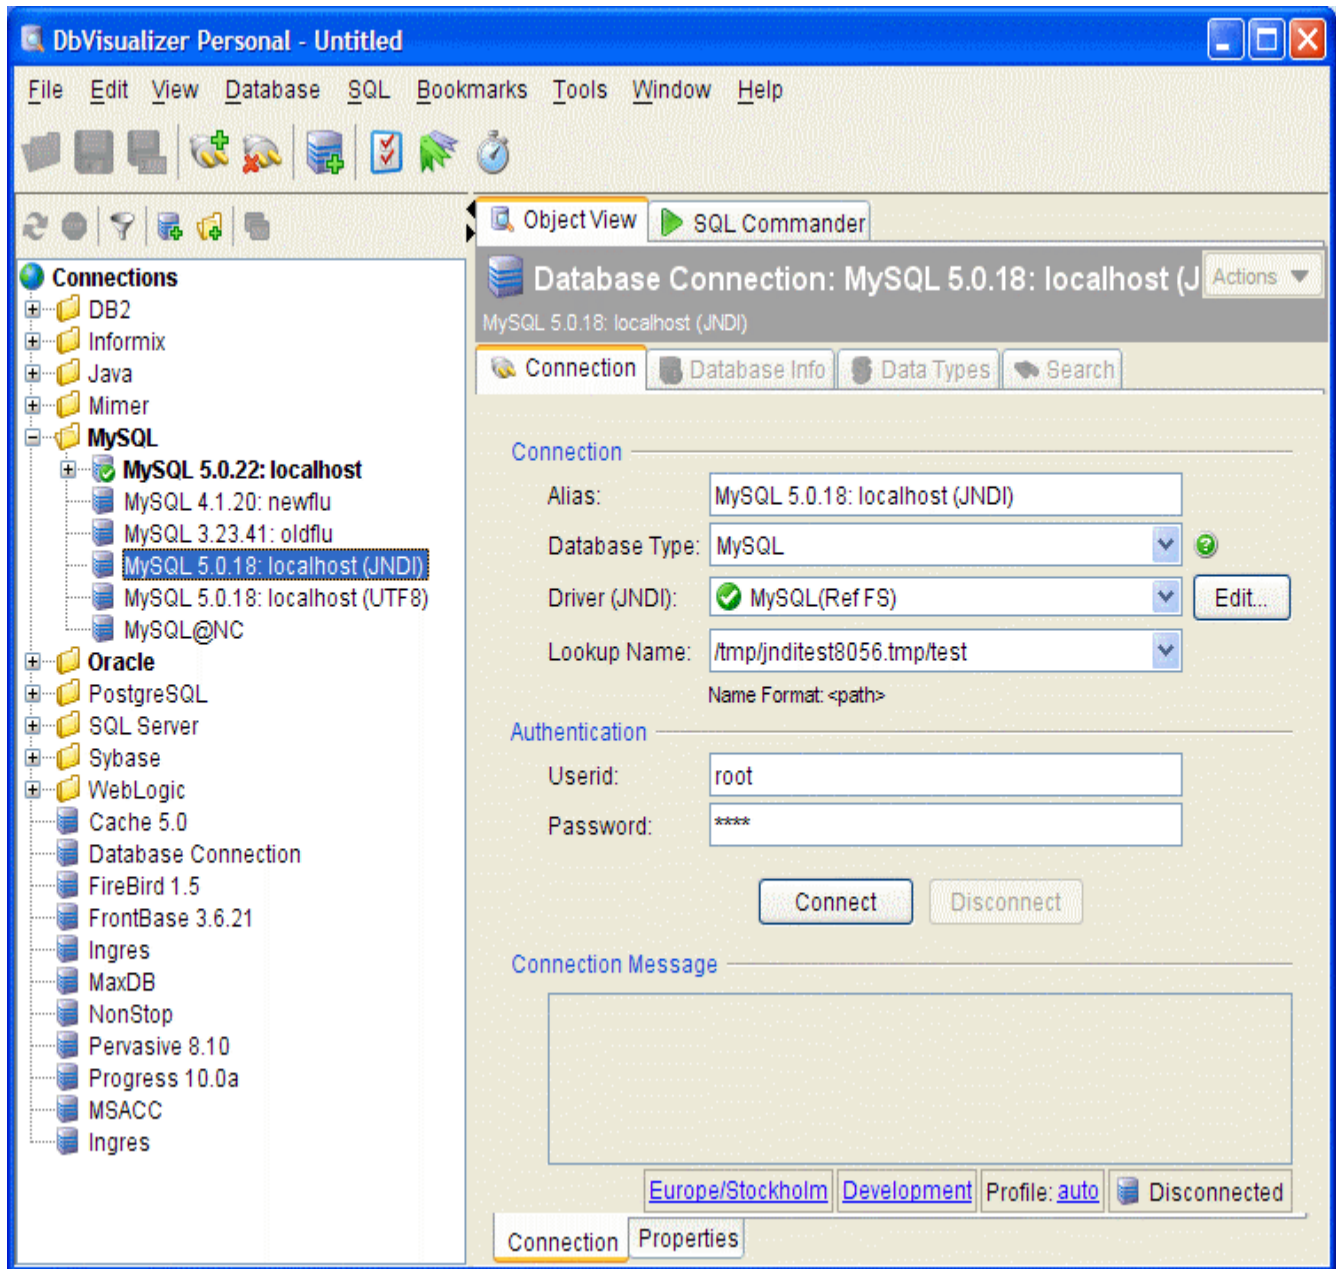 DbVisualizer Personal - Untitled
File Edit View Database SQL Bookmarks Tools Window Help
Connections
DB2
Informix
Java
Mimer
MySQL
MySQL 5.0.22: localhost
MySQL 4.1.20: newflu
MySQL 3.23.41: oldflu
MySQL 5.0.18: localhost (JNDI)
MySQL 5.0.18: localhost (UTF8)
MySQL@NC
Oracle
PostgreSQL
SQL Server
Sybase
WebLogic
Cache 5.0
Database Connection
FireBird 1.5
FrontBase 3.6.21
Ingres
MaxDB
NonStop
Pervasive 8.10
Progress 10.0a
MSACC
Ingres
Object View SQL Commander
Database Connection: MySQL 5.0.18: localhost (J Actions
MySQL 5.0.18: localhost (JNDI)
Connection Database Info Data Types Search
Connection
Alias: MySQL 5.0.18: localhost (JNDI)
Database Type: MySQL
Driver (JNDI): MySQL(Ref FS) Edit...
Lookup Name: /tmp/jnditest8056.tmp/test
Name Format: <path>
Authentication
Userid: root
Password: ****
Connect Disconnect
Connection Message
Europe/Stockholm Development Profile: auto Disconnected
Connection Properties